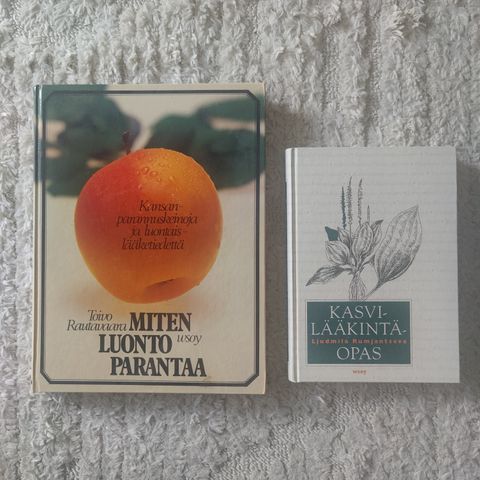 Kansan-
parannuskeinoja
ja luontais-
lääketiedettä
Toivo
Rautavaara
MITEN
LUONTO
wsoy
PARANTAA
KASVI-
LÄÄKINTÄ-
Ljudmila Rumjantseva
OPAS
wsoy